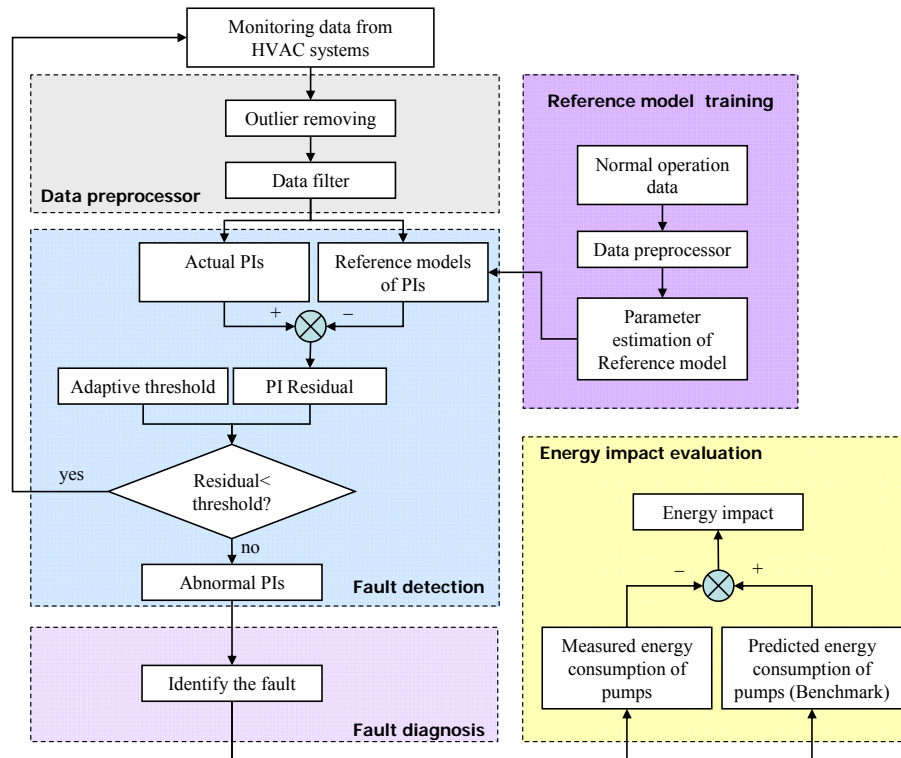 Monitoring data from
HVAC systems
Outlier removing
Data filter
Data preprocessor
Actual PIs
Reference models
of PIs
+
–
Adaptive threshold
PI Residual
yes
Residual<
threshold?
no
Abnormal PIs
Fault detection
Identify the fault
Fault diagnosis
Reference model training
Normal operation
data
Data preprocessor
Parameter
estimation of
Reference model
Energy impact evaluation
Energy impact
–
+
Measured energy
consumption of
pumps
Predicted energy
consumption of
pumps (Benchmark)